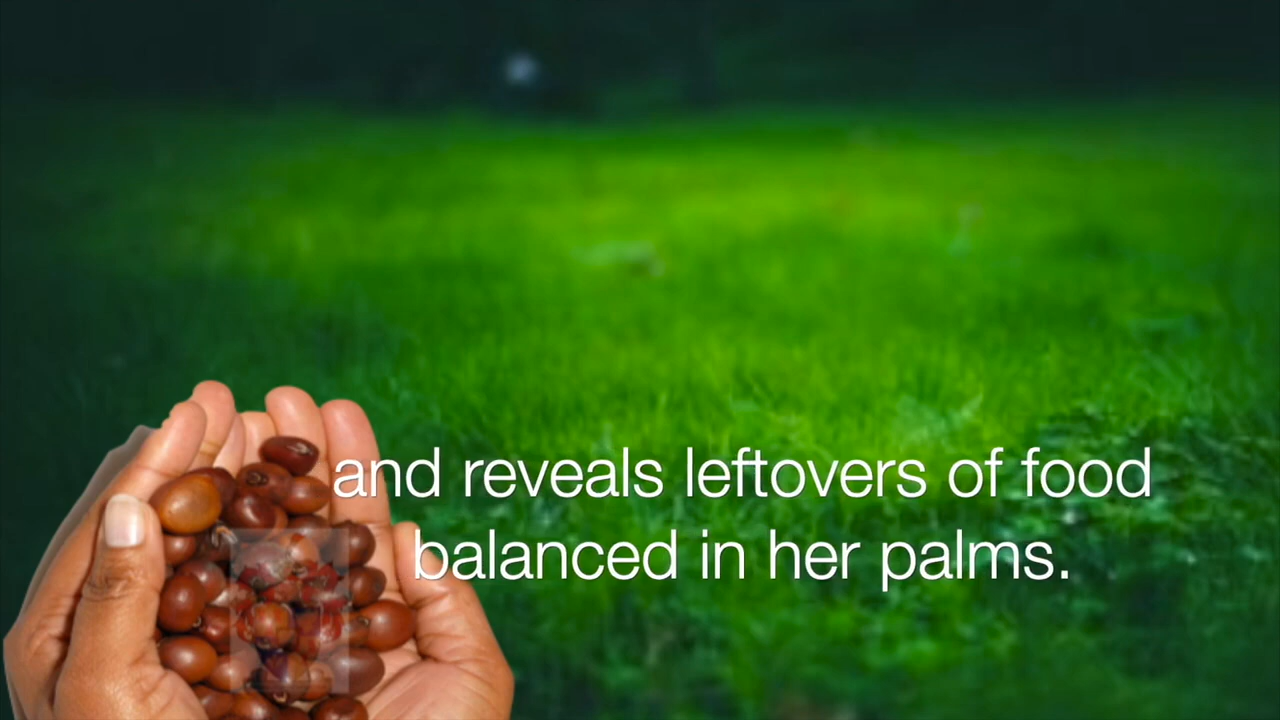 and reveals leftovers of food
balanced in her palms.